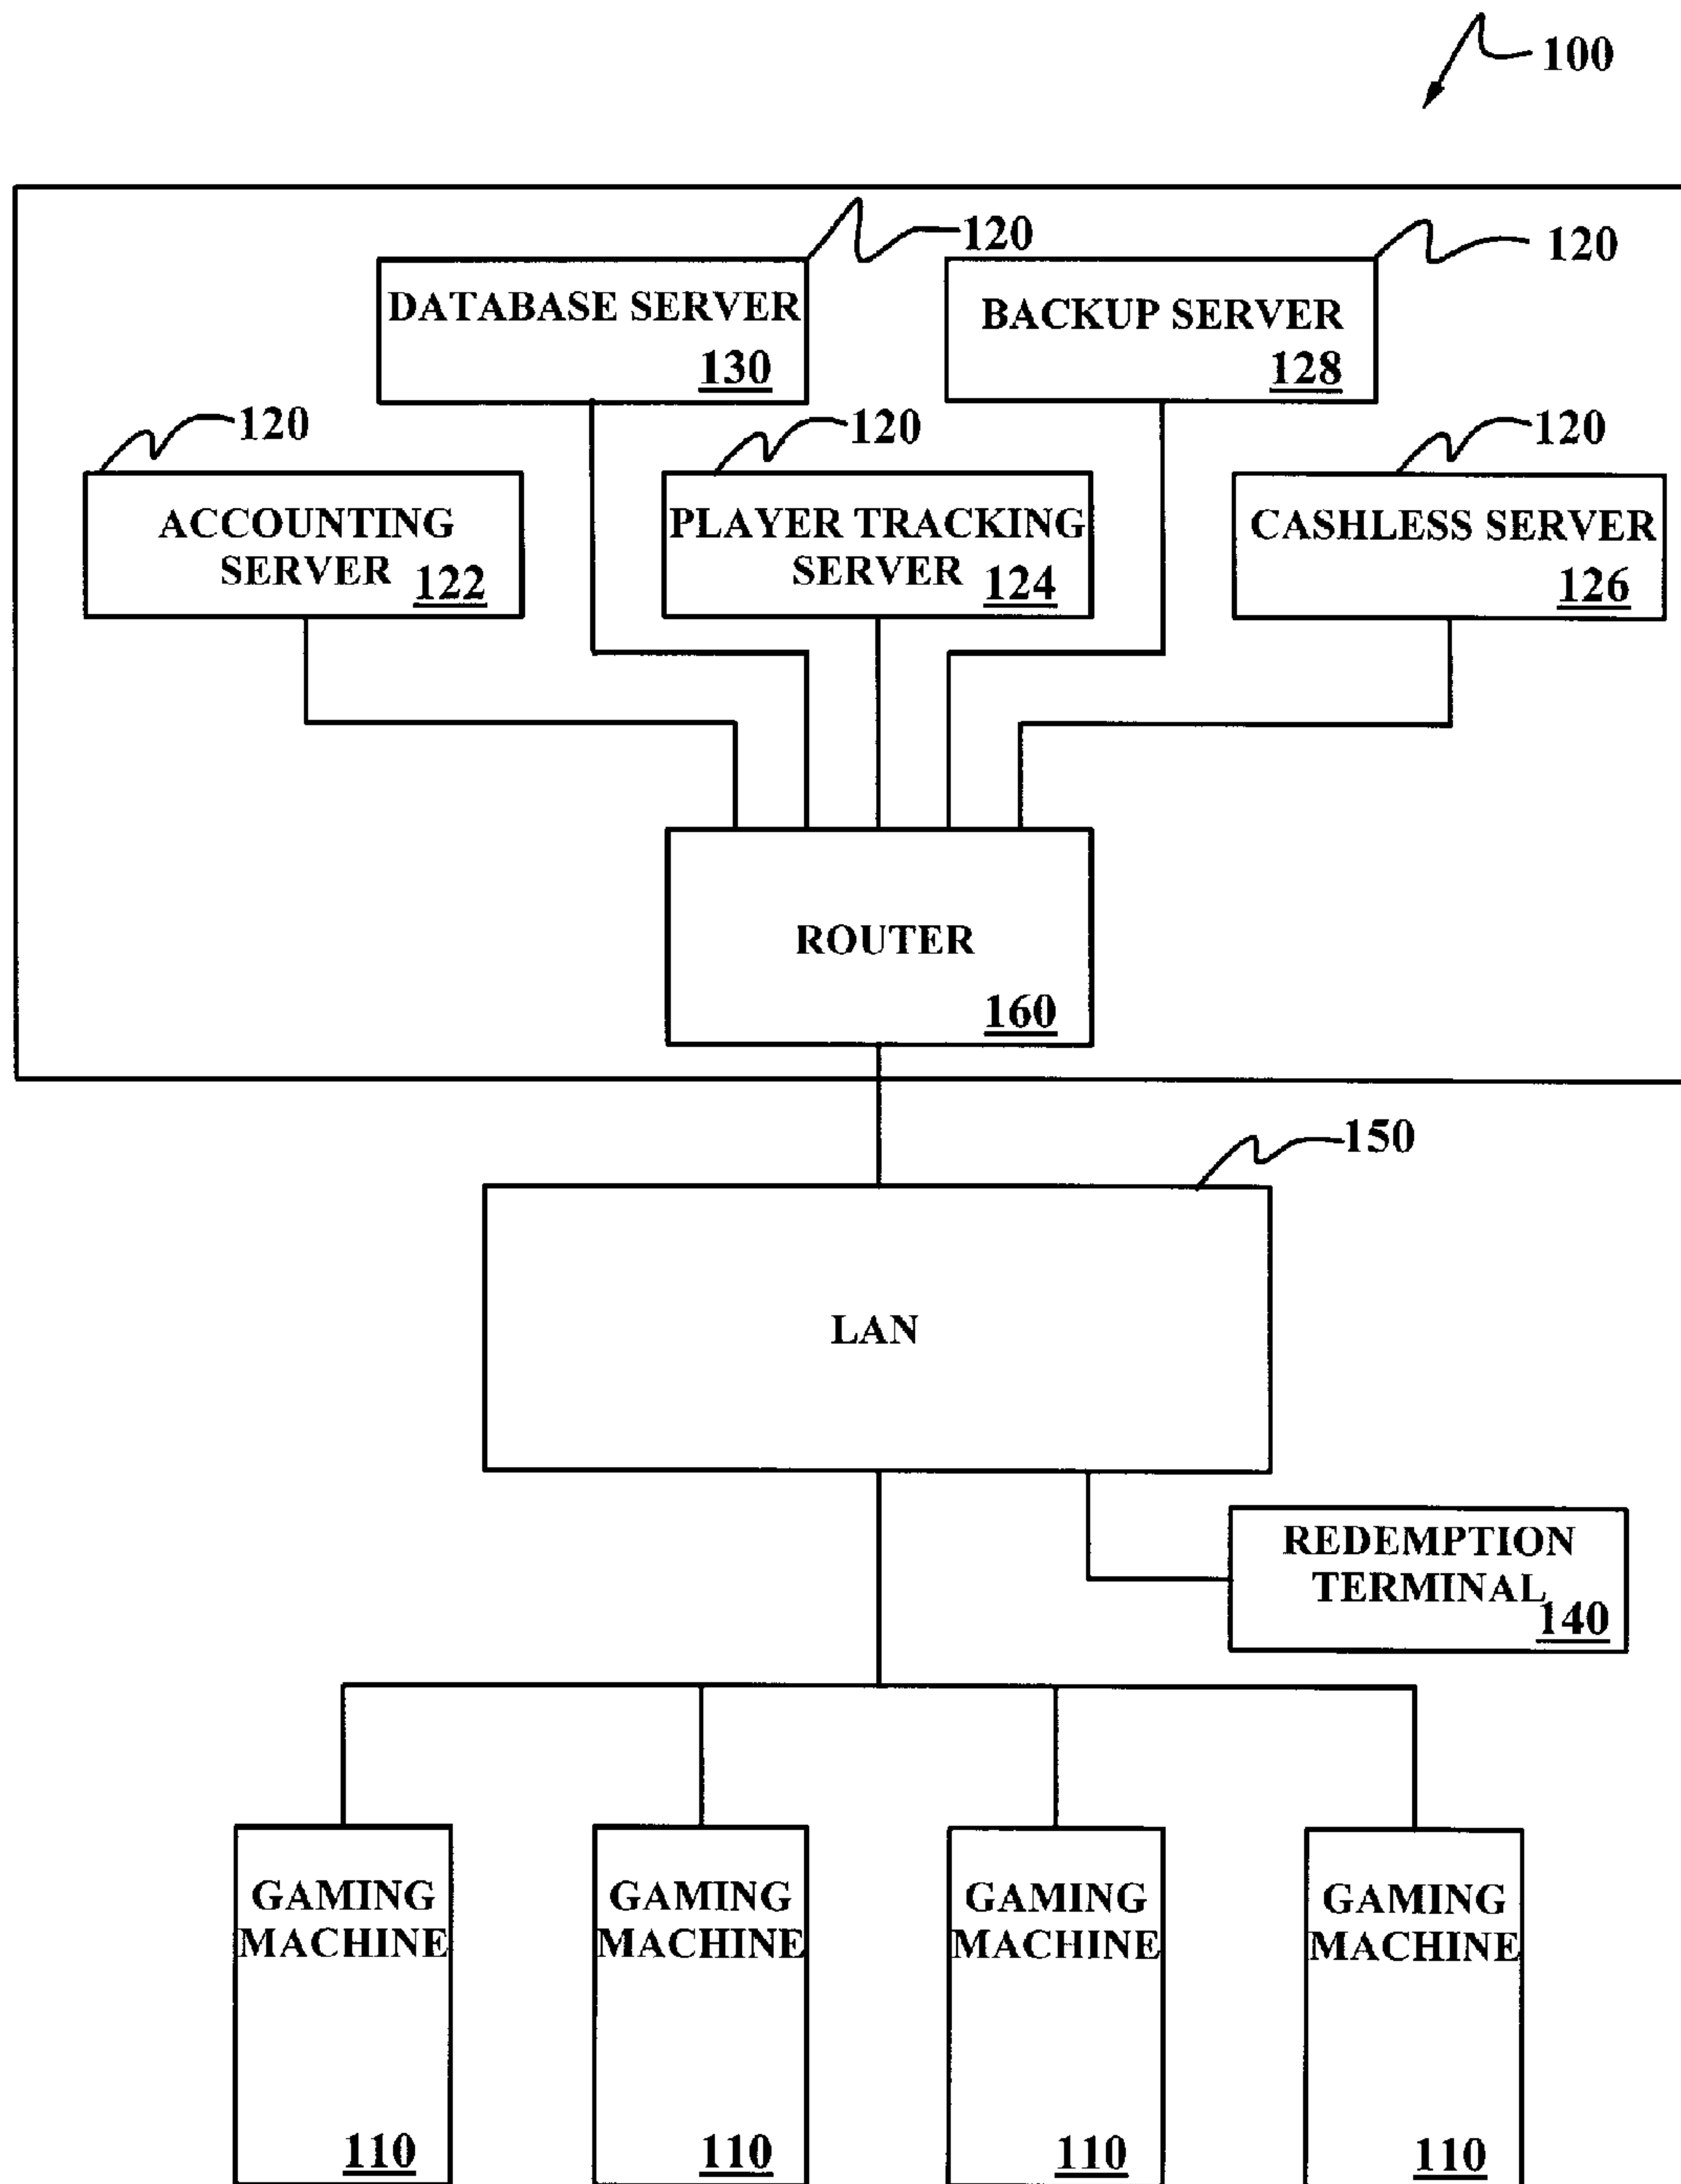 100
120
120
DATABASE SERVER
130
BACKUP SERVER
128
120
120
120
ACCOUNTING
SERVER
122
PLAYER TRACKING
SERVER
124
CASHLESS SERVER
126
ROUTER
160
150
LAN
REDEMPTION
TERMINAL
140
GAMING
MACHINE
110
GAMING
MACHINE
110
GAMING
MACHINE
110
GAMING
MACHINE
110